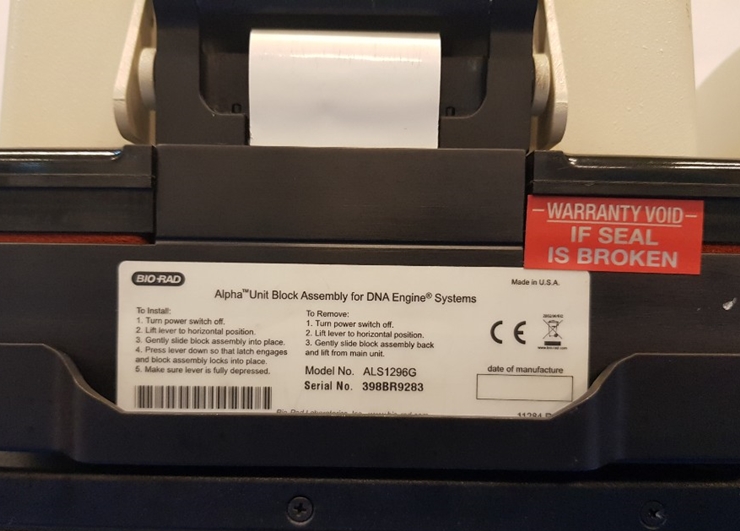 WARRANTY VOID
IF SEAL
IS BROKEN
BIO-RAD
Made in U.S.A.
Alpha™Unit Block Assembly for DNA Engine® Systems
To Install:
1. Turn power switch off.
2. Lift lever to horizontal position.
3. Gently slide block assembly into place.
4. Press lever down so that latch engages
and block assembly locks into place.
5. Make sure lever is fully depressed.
To Remove:
1. Turn power switch off.
2. Lift lever to horizontal position.
3. Gently slide block assembly back
and lift from main unit.
Model No. ALS1296G
Serial No. 398BR9283
CE
date of manufacture